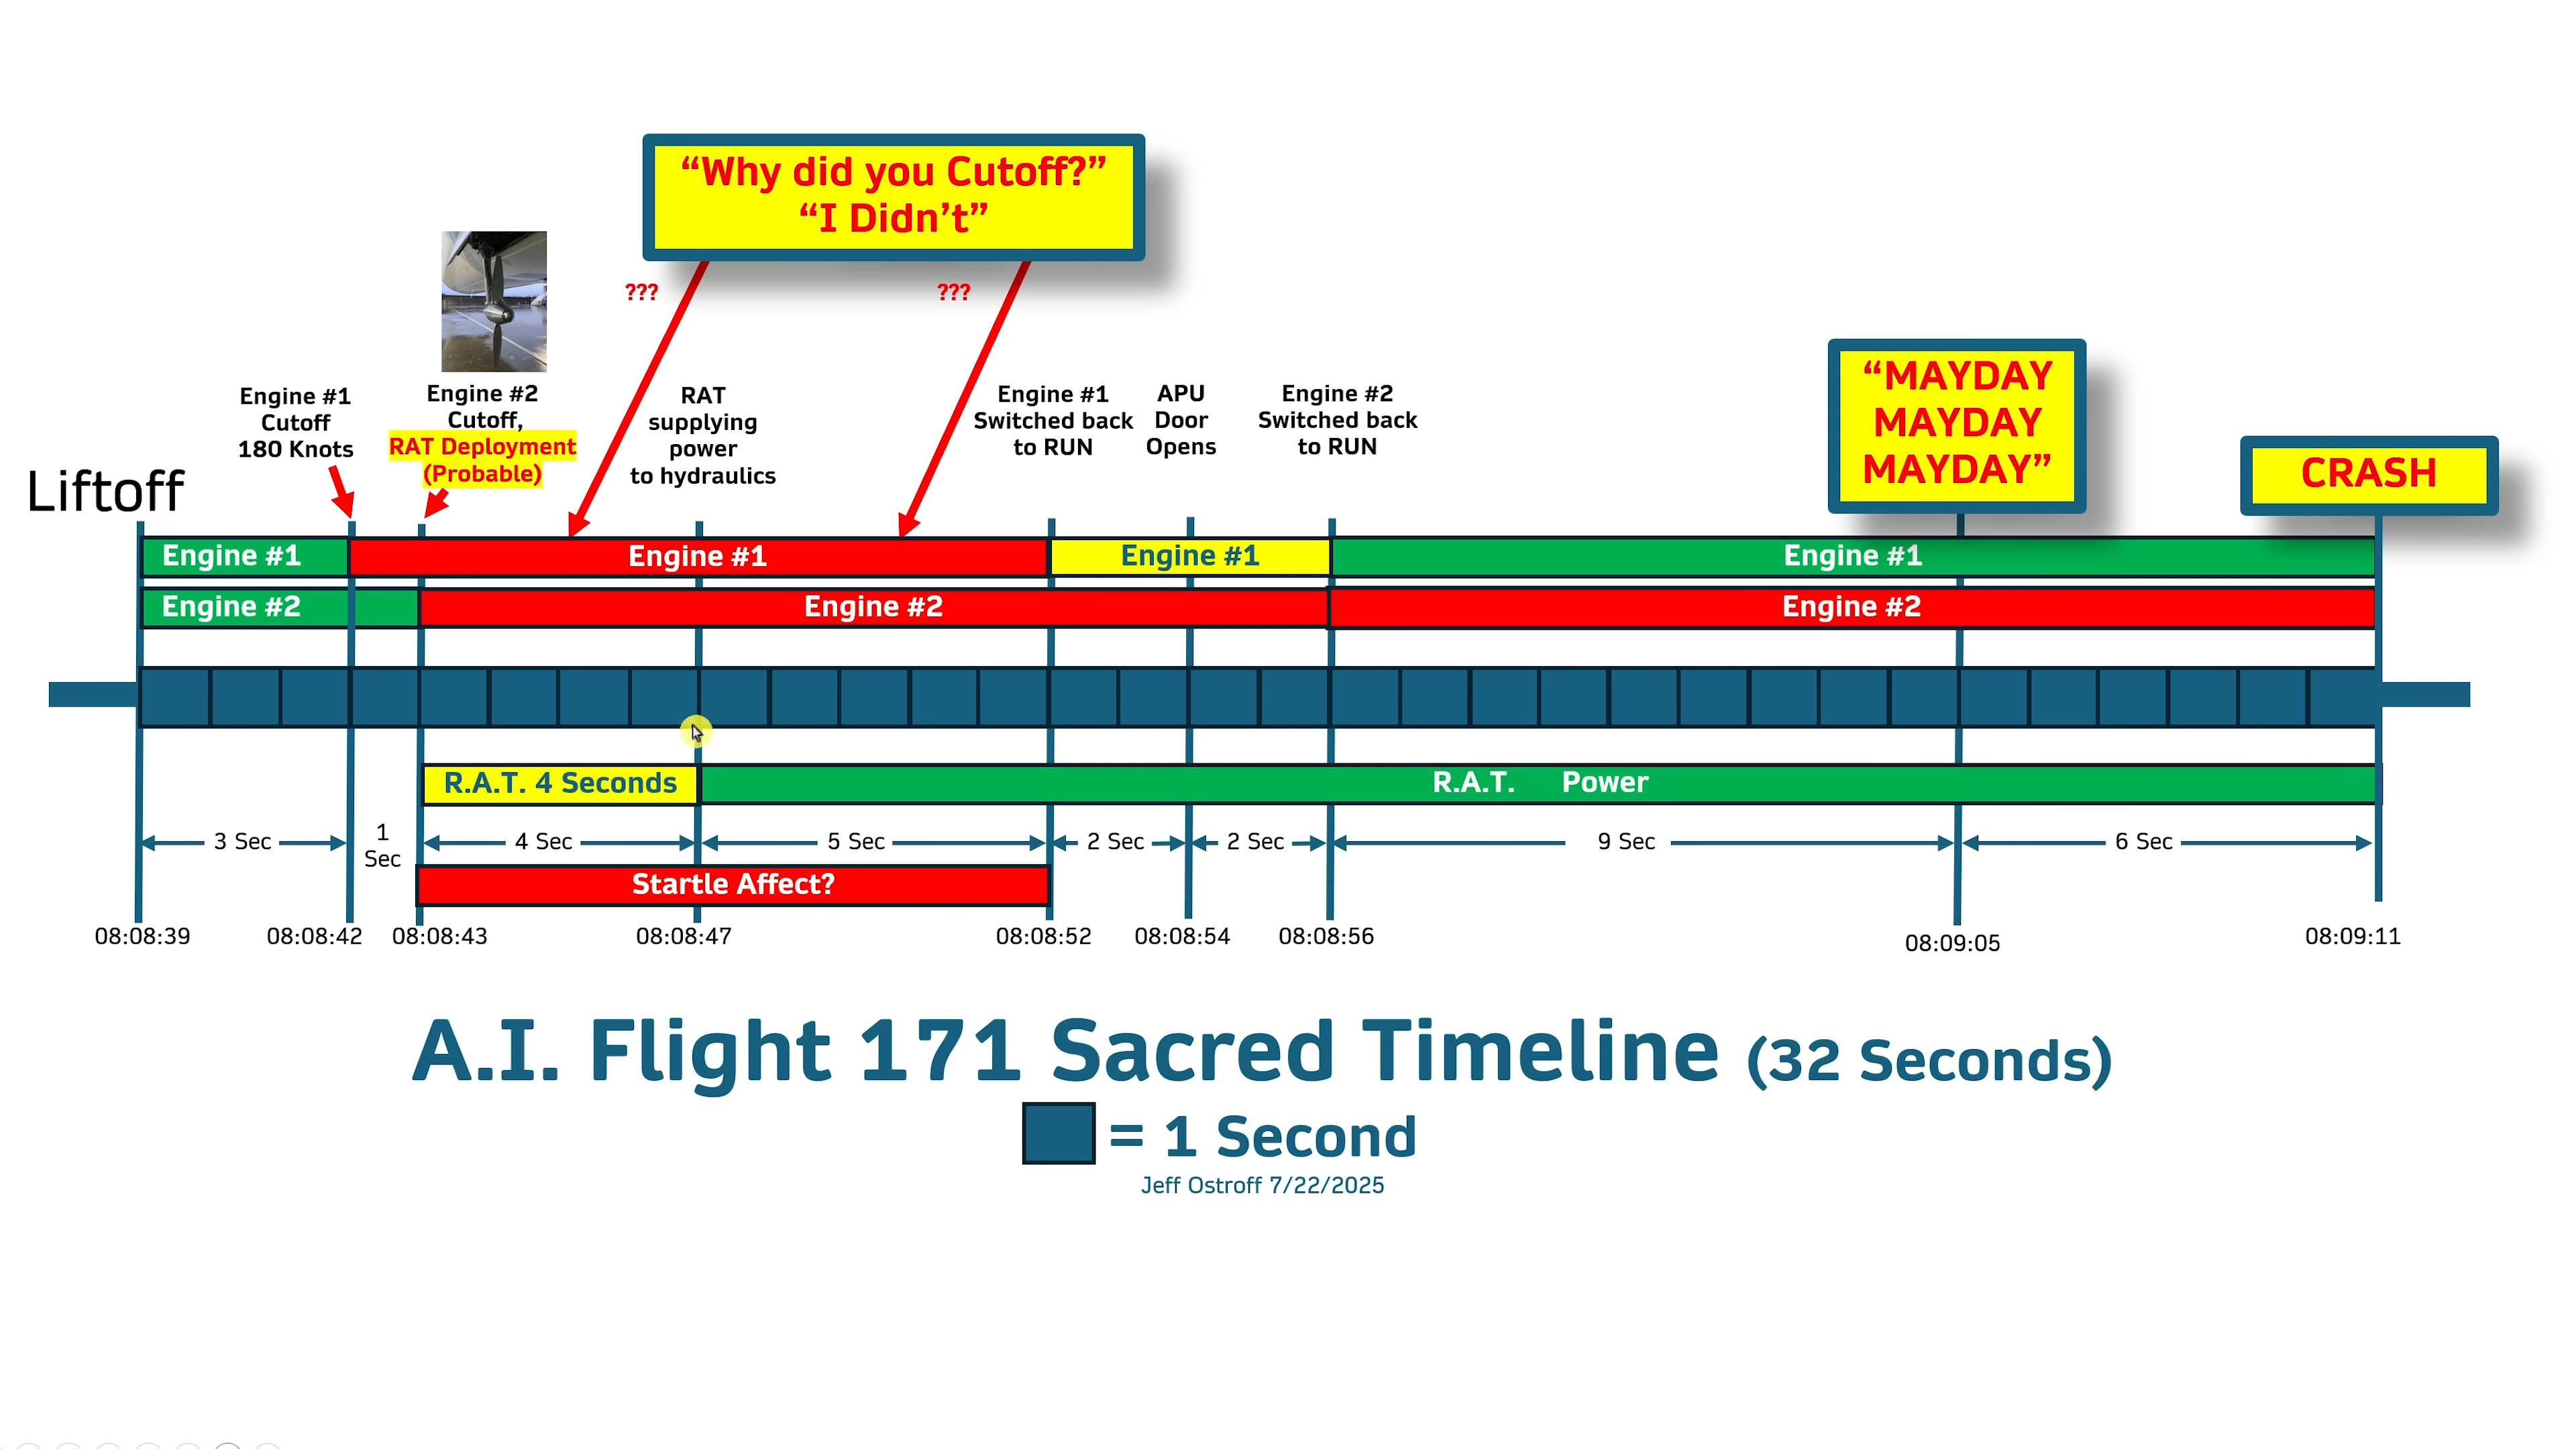 “Why did you Cutoff?”
“I Didn’t”
???
???
Engine #1
Cutoff
180 Knots
Engine #2
Cutoff,
RAT Deployment
(Probable)
RAT
supplying
power
to hydraulics
Engine #1
Switched back
to RUN
APU
Door
Opens
Engine #2
Switched back
to RUN
“MAYDAY
MAYDAY
MAYDAY”
CRASH
Liftoff
Engine #1
Engine #1
Engine #1
Engine #1
Engine #2
Engine #2
Engine #2
R.A.T. 4 Seconds
R.A.T. Power
3 Sec
1
Sec
4 Sec
5 Sec
2 Sec
2 Sec
9 Sec
6 Sec
Startle Affect?
08:08:39
08:08:42
08:08:43
08:08:47
08:08:52
08:08:54
08:08:56
08:09:05
08:09:11
A.I. Flight 171 Sacred Timeline (32 Seconds)
= 1 Second
Jeff Ostroff 7/22/2025